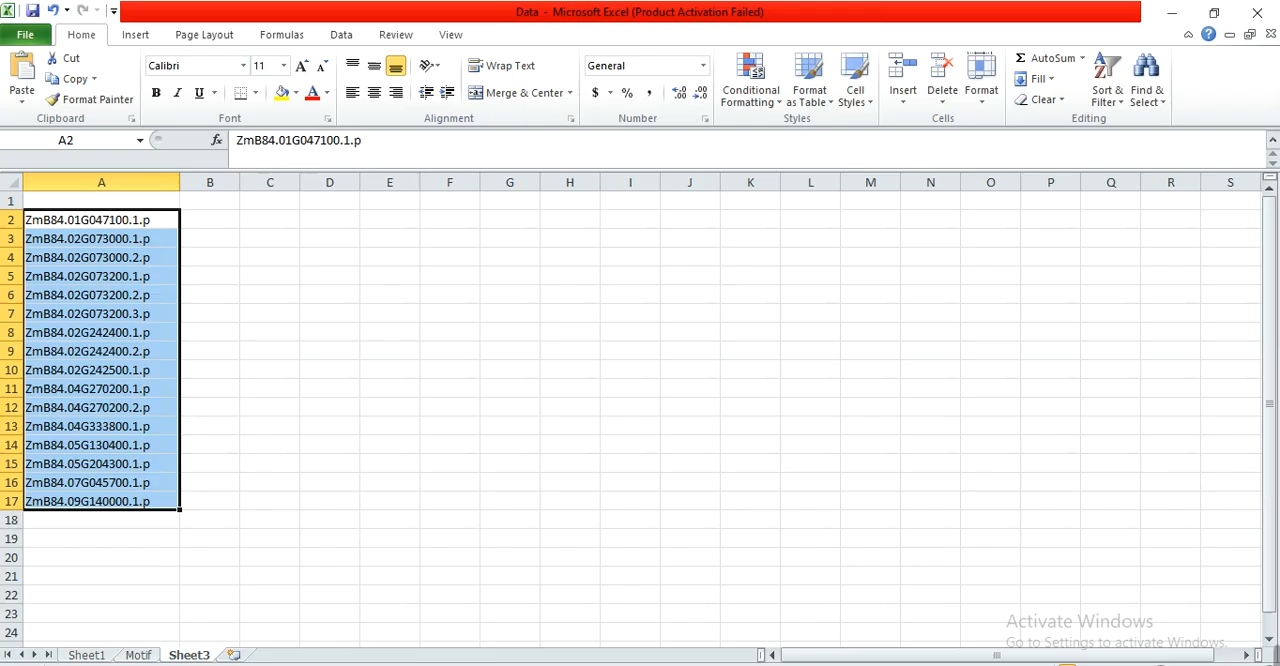 Data - Microsoft Excel (Product Activation Failed)
File Home Insert Page Layout Formulas Data Review View
Cut
Copy
Format Painter
Paste
Clipboard
Calibri 11
B I U
Font
Wrap Text
Merge & Center
Alignment
General
$ % ,
Number
Conditional Formatting
Format as Table
Cell Styles
Styles
Insert Delete Format
Cells
Σ AutoSum
Fill
Clear
Sort & Filter
Find & Select
Editing
A2 fx ZmB84.01G047100.1.p
A B C D E F G H I J K L M N O P Q R S
1
2 ZmB84.01G047100.1.p
3 ZmB84.02G073000.1.p
4 ZmB84.02G073000.2.p
5 ZmB84.02G073200.1.p
6 ZmB84.02G073200.2.p
7 ZmB84.02G073200.3.p
8 ZmB84.02G242400.1.p
9 ZmB84.02G242400.2.p
10 ZmB84.02G242500.1.p
11 ZmB84.04G270200.1.p
12 ZmB84.04G270200.2.p
13 ZmB84.04G333800.1.p
14 ZmB84.05G130400.1.p
15 ZmB84.05G204300.1.p
16 ZmB84.07G045700.1.p
17 ZmB84.09G140000.1.p
18
19
20
21
22
23
24
Activate Windows
Go to Settings to activate Windows.
Sheet1 Motif Sheet3